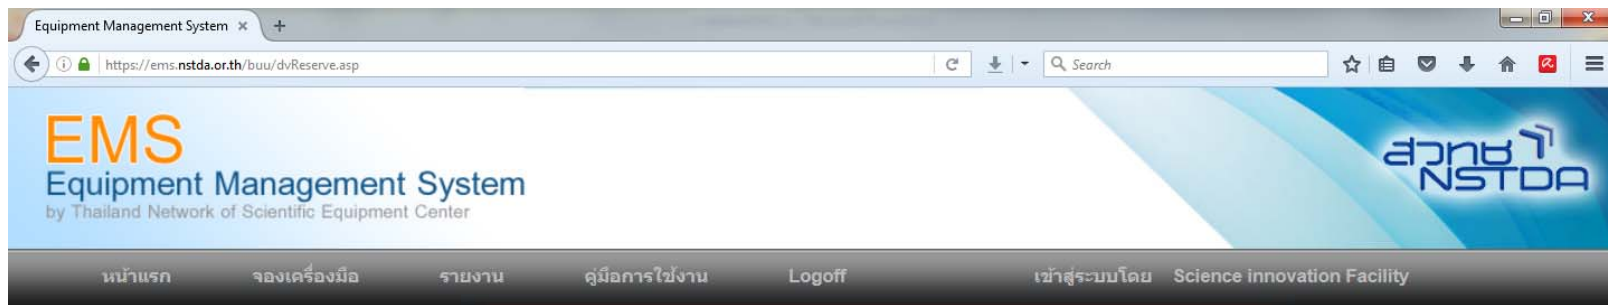 Equipment Management System
https://ems.nstda.or.th/buu/dvReserve.asp Search
EMS
Equipment Management System
by Thailand Network of Scientific Equipment Center
สวทช
NSTDA
หน้าแรก จองเครื่องมือ รายงาน คู่มือการใช้งาน Logoff เข้าสู่ระบบโดย Science innovation Facility